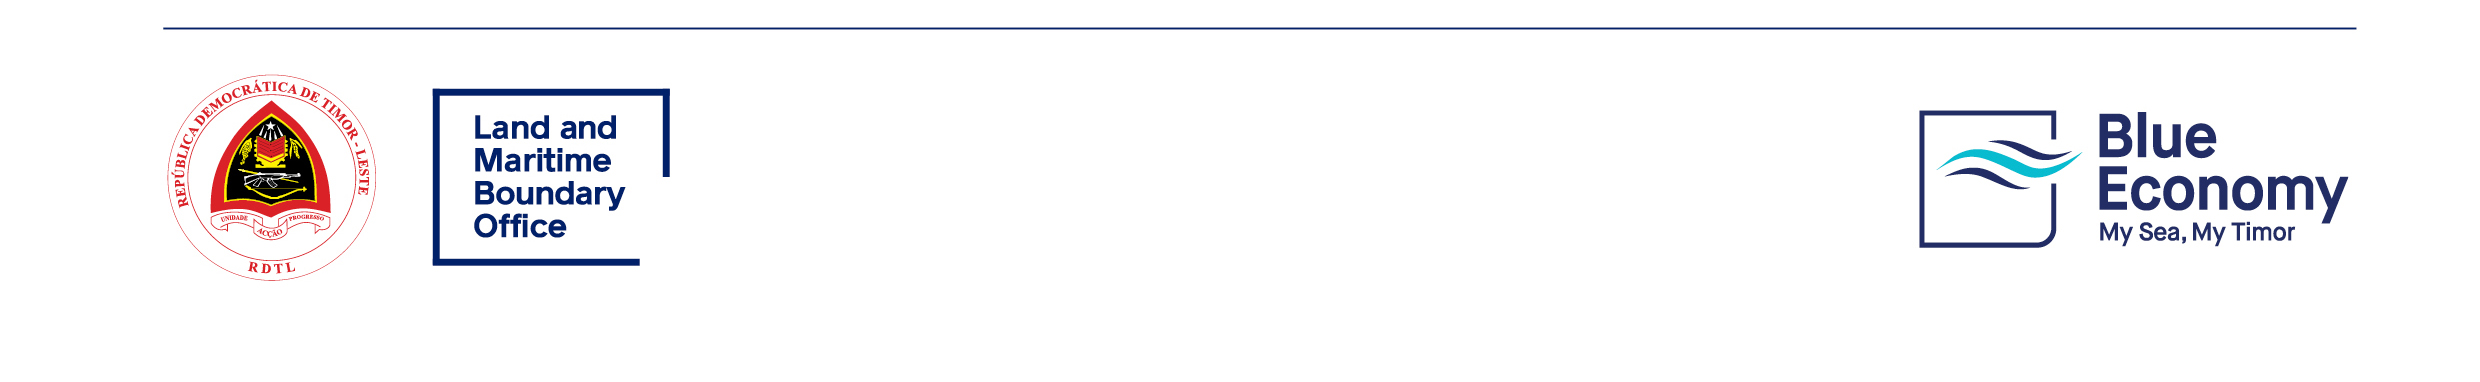 REPÚBLICA DEMOCRÁTICA DE TIMOR - LESTE
UNIDADE
ACÇÃO
PROGRESSO
RDTL
Land and
Maritime
Boundary
Office
Blue
Economy
My Sea, My Timor